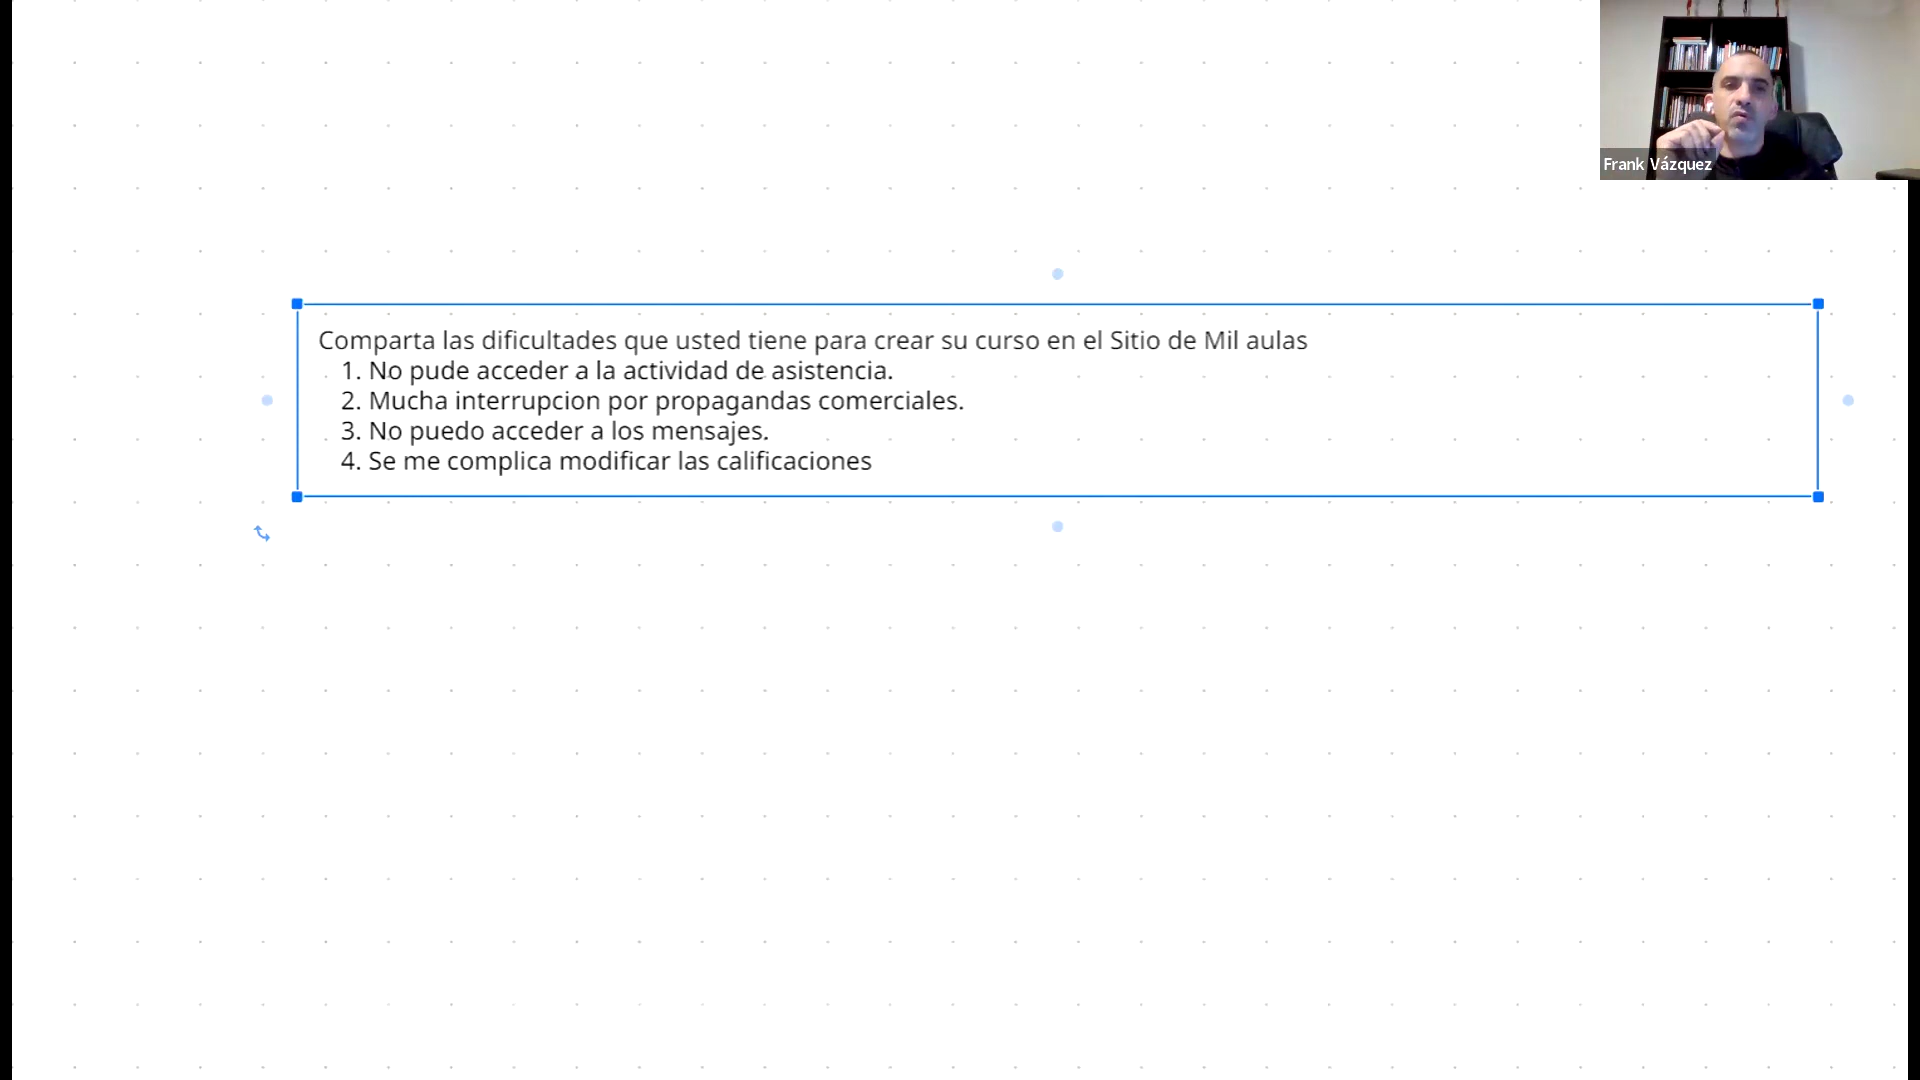 Frank Vázquez
Comparta las dificultades que usted tiene para crear su curso en el Sitio de Mil aulas
1. No pude acceder a la actividad de asistencia.
2. Mucha interrupcion por propagandas comerciales.
3. No puedo acceder a los mensajes.
4. Se me complica modificar las calificaciones